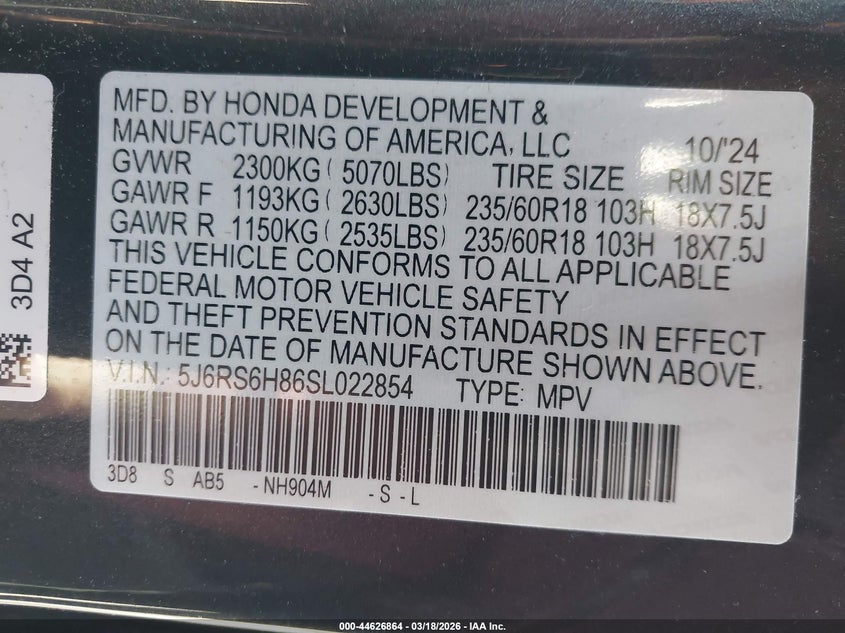 MFD. BY HONDA DEVELOPMENT &
MANUFACTURING OF AMERICA, LLC 10/'24
GVWR 2300KG ( 5070LBS) TIRE SIZE RIM SIZE
GAWR F 1193KG ( 2630LBS) 235/60R18 103H 18X7.5J
GAWR R 1150KG ( 2535LBS) 235/60R18 103H 18X7.5J
THIS VEHICLE CONFORMS TO ALL APPLICABLE
FEDERAL MOTOR VEHICLE SAFETY
AND THEFT PREVENTION STANDARDS IN EFFECT
ON THE DATE OF MANUFACTURE SHOWN ABOVE.
V.I.N.: 5J6RS6H86SL022854 TYPE: MPV
3D8 S AB5 -NH904M -S-L
3D4 A2
000-44626864 - 03/18/2026 - IAA Inc.